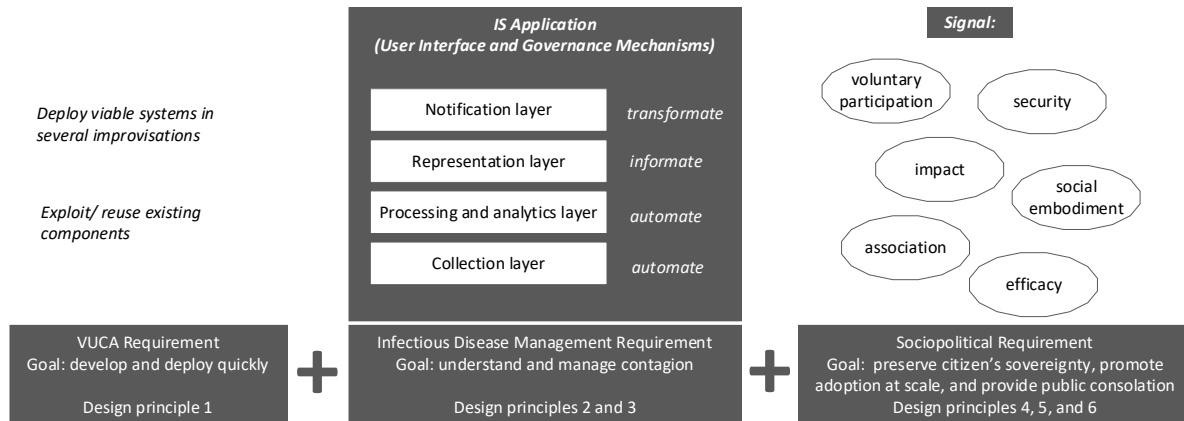 Deploy viable systems in
several improvisations
Exploit/ reuse existing
components
VUCA Requirement
Goal: develop and deploy quickly
Design principle 1
IS Application
(User Interface and Governance Mechanisms)
Notification layer
transformate
Representation layer
informate
Processing and analytics layer
automate
Collection layer
automate
Infectious Disease Management Requirement
Goal: understand and manage contagion
Design principles 2 and 3
Signal:
voluntary
participation
security
impact
social
embodiment
association
efficacy
Sociopolitical Requirement
Goal: preserve citizen’s sovereignty, promote
adoption at scale, and provide public consolation
Design principles 4, 5, and 6